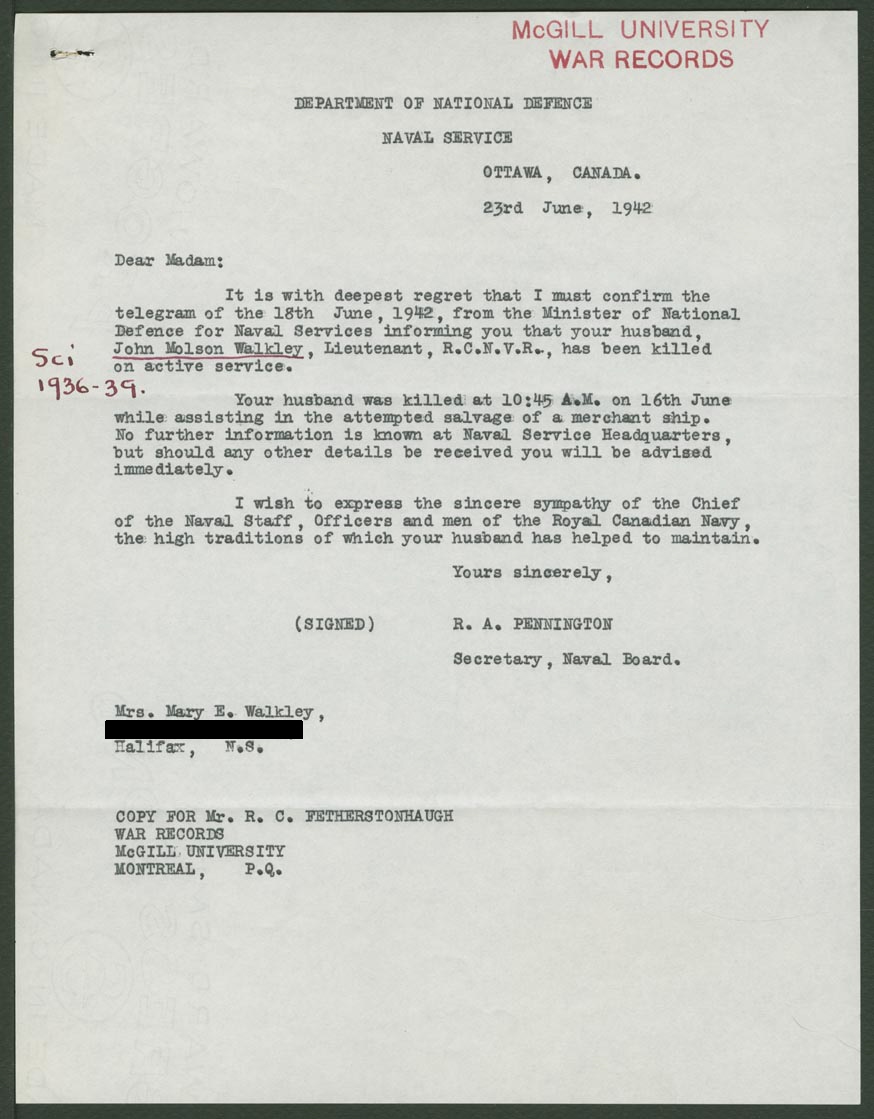 McGILL UNIVERSITY
WAR RECORDS
DEPARTMENT OF NATIONAL DEFENCE
NAVAL SERVICE
OTTAWA, CANADA.
23rd June, 1942
Dear Madam:
It is with deepest regret that I must confirm the
telegram of the 18th June, 1942, from the Minister of National
Defence for Naval Services informing you that your husband,
John Molson Walkley, Lieutenant, R.C.N.V.R., has been killed
on active service.
Sci
1936-39.
Your husband was killed at 10:45 A.M. on 16th June
while assisting in the attempted salvage of a merchant ship.
No further information is known at Naval Service Headquarters,
but should any other details be received you will be advised
immediately.
I wish to express the sincere sympathy of the Chief
of the Naval Staff, Officers and men of the Royal Canadian Navy,
the high traditions of which your husband has helped to maintain.
Yours sincerely,
(SIGNED) R. A. PENNINGTON
Secretary, Naval Board.
Mrs. Mary E. Walkley,
Halifax, N.S.
COPY FOR Mr. R. C. FETHERSTONHAUGH
WAR RECORDS
McGILL UNIVERSITY
MONTREAL, P.Q.